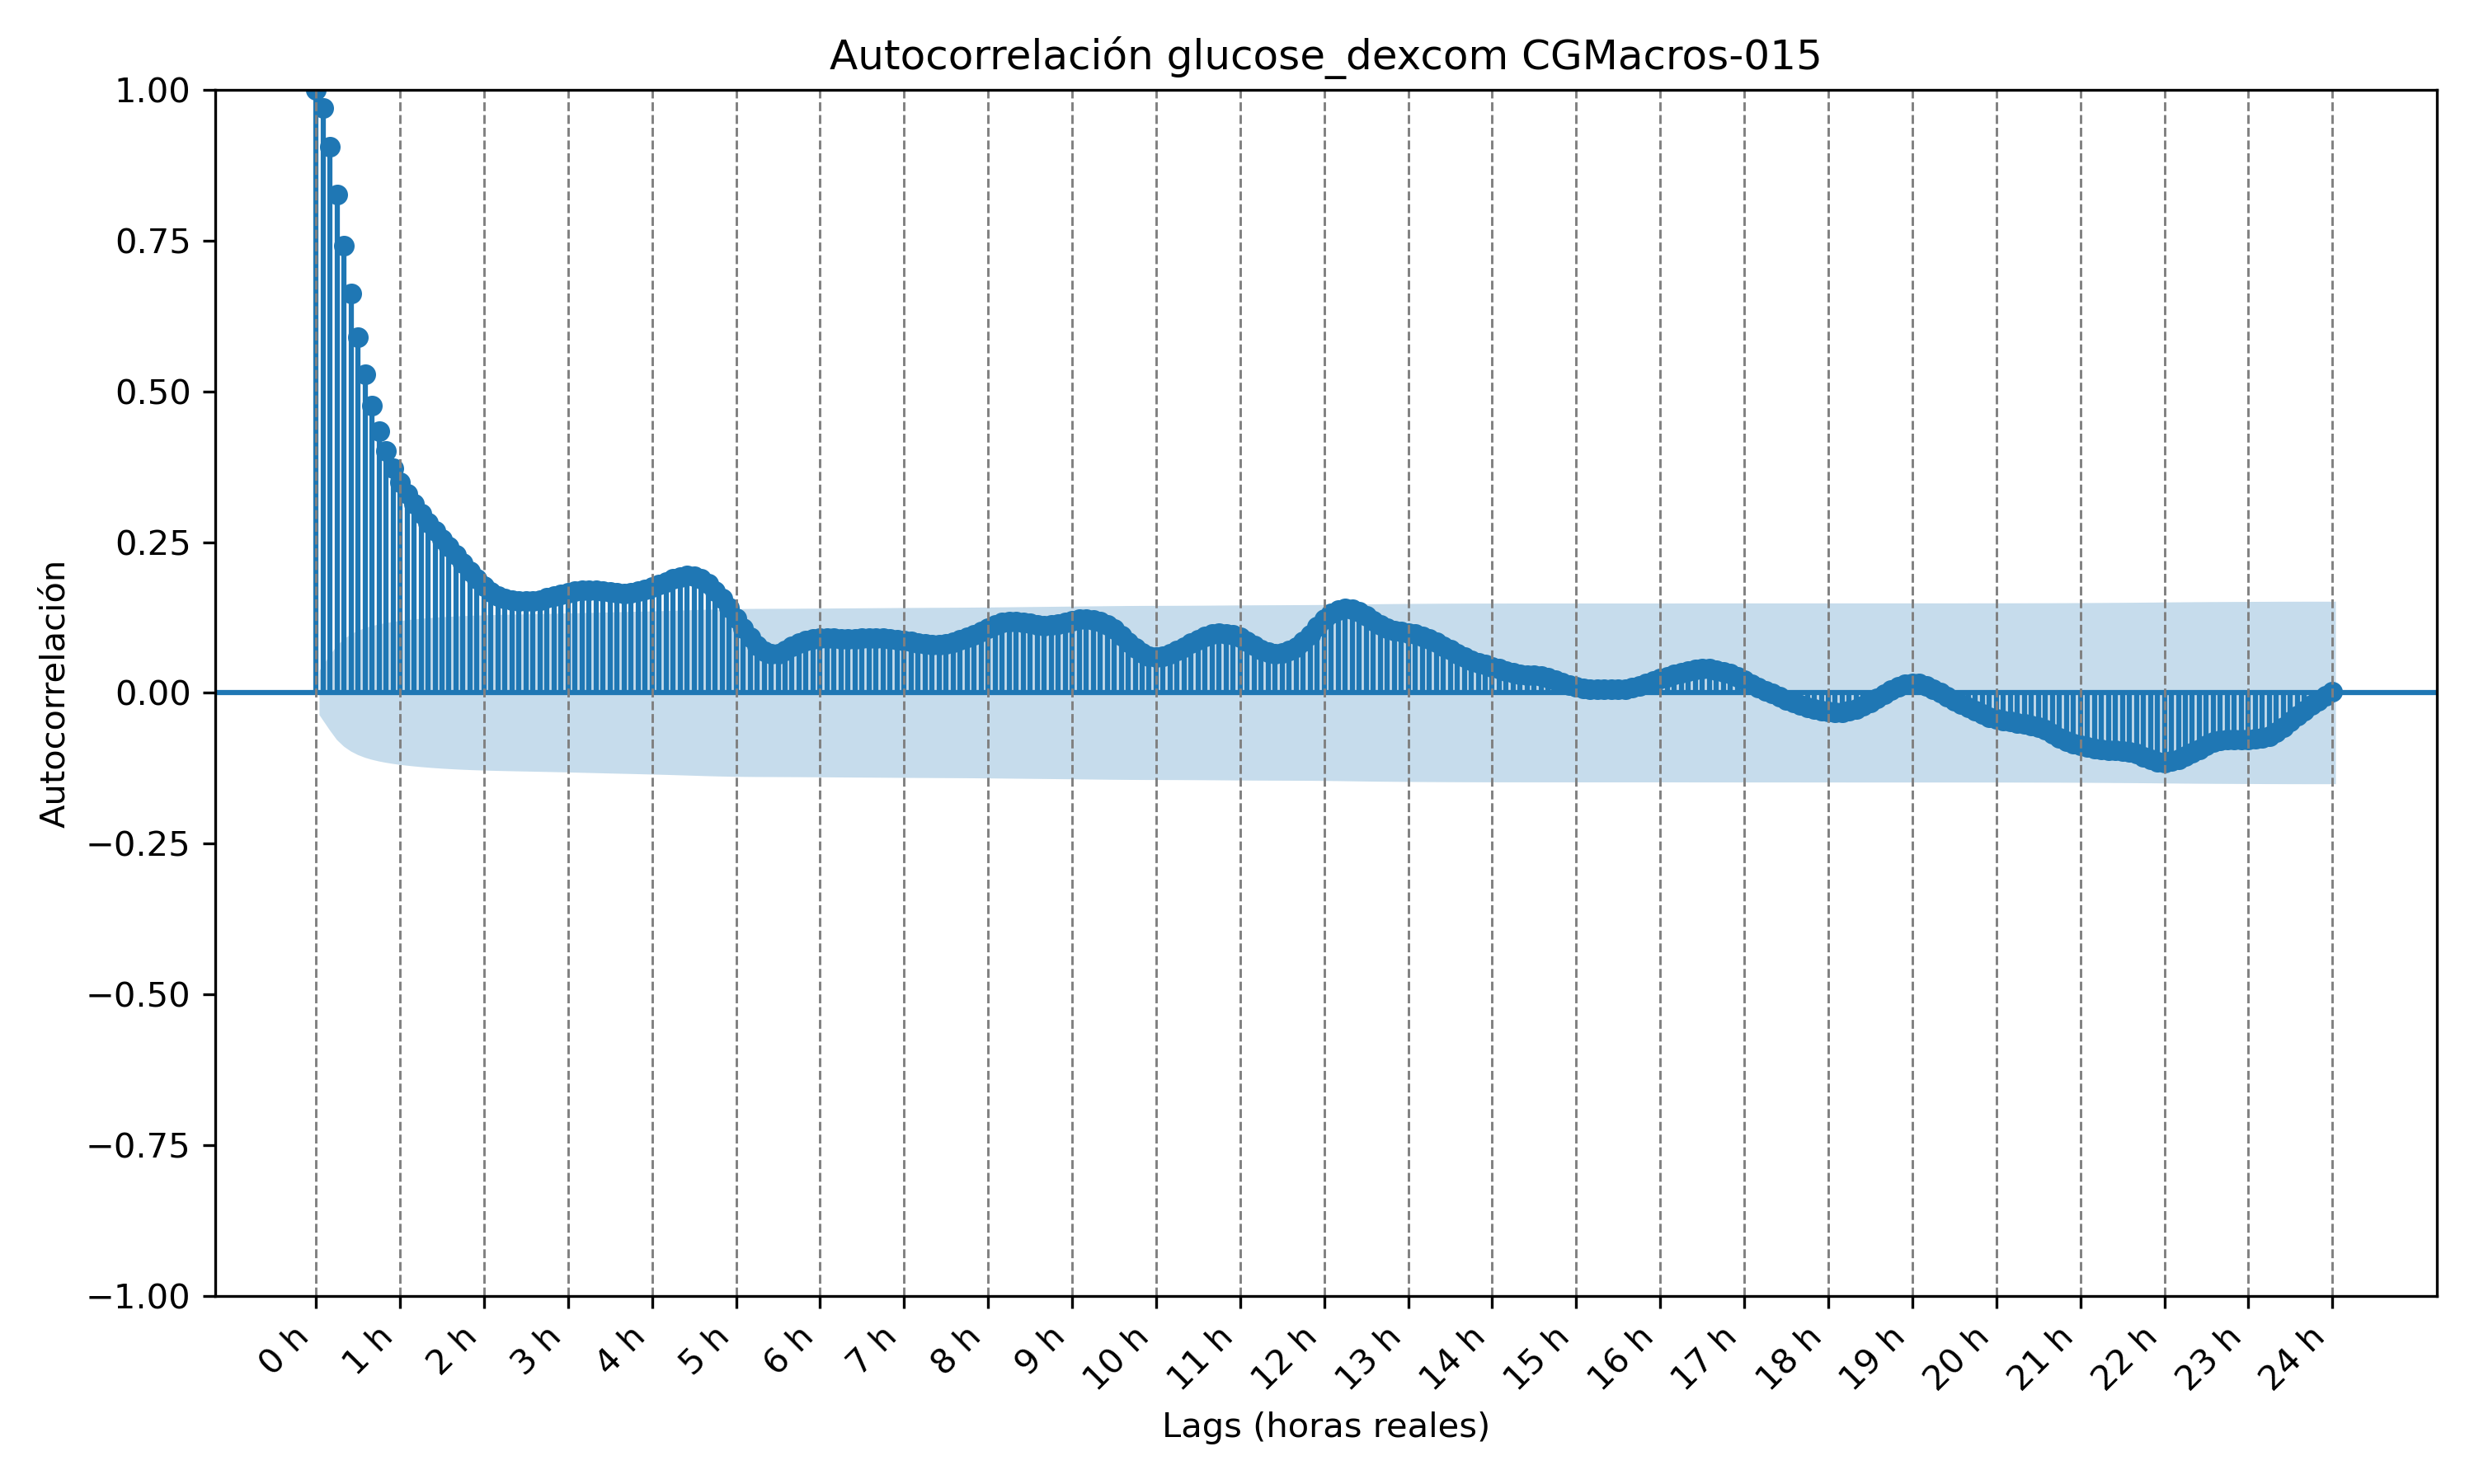 Autocorrelación glucose_dexcom CGMacros-015
1.00
0.75
0.50
0.25
0.00
−0.25
−0.50
−0.75
−1.00
Autocorrelación
0 h
1 h
2 h
3 h
4 h
5 h
6 h
7 h
8 h
9 h
10 h
11 h
12 h
13 h
14 h
15 h
16 h
17 h
18 h
19 h
20 h
21 h
22 h
23 h
24 h
Lags (horas reales)